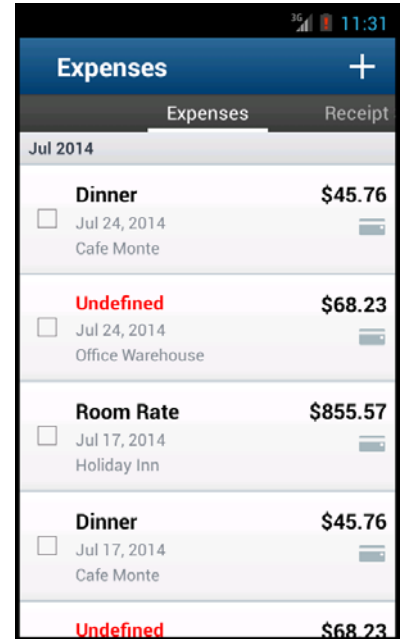 3G 11:31
Expenses
Expenses Receipt
Jul 2014
Dinner $45.76
Jul 24, 2014
Cafe Monte
Undefined $68.23
Jul 24, 2014
Office Warehouse
Room Rate $855.57
Jul 17, 2014
Holiday Inn
Dinner $45.76
Jul 17, 2014
Cafe Monte
Undefined $68.23